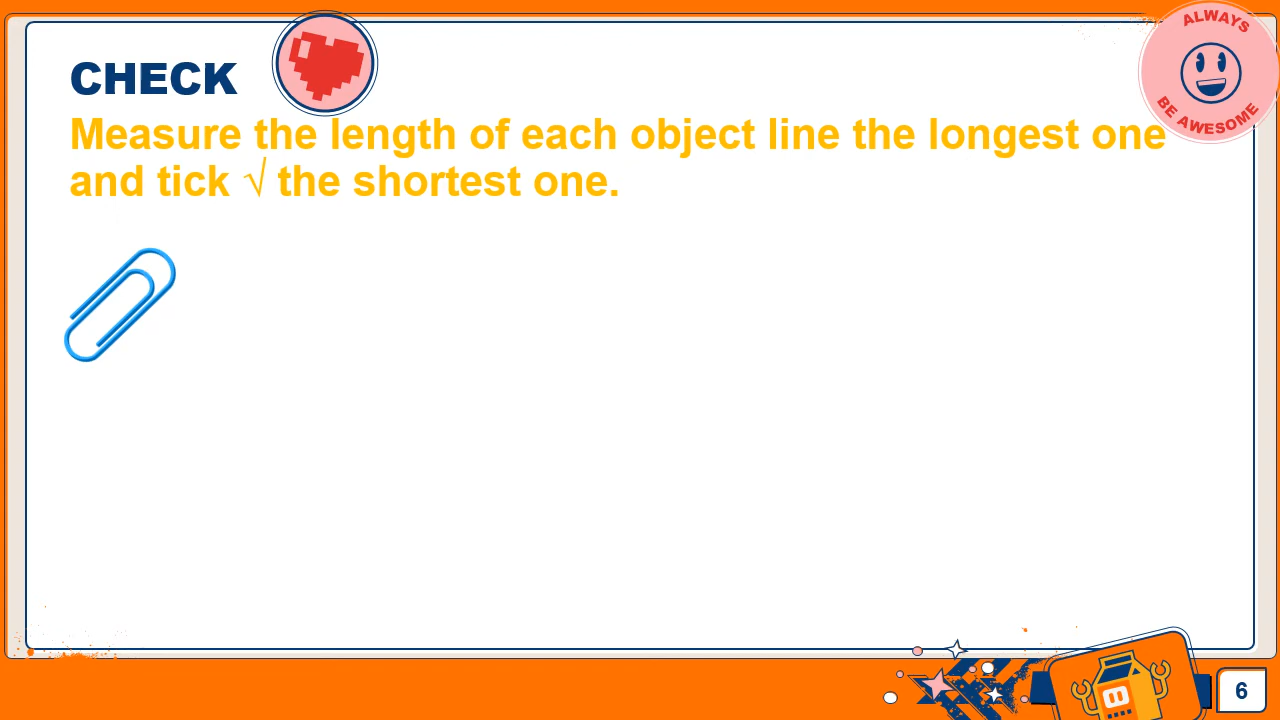 ALWAYS
BE AWESOME
CHECK
Measure the length of each object line the longest one
and tick √ the shortest one.
6